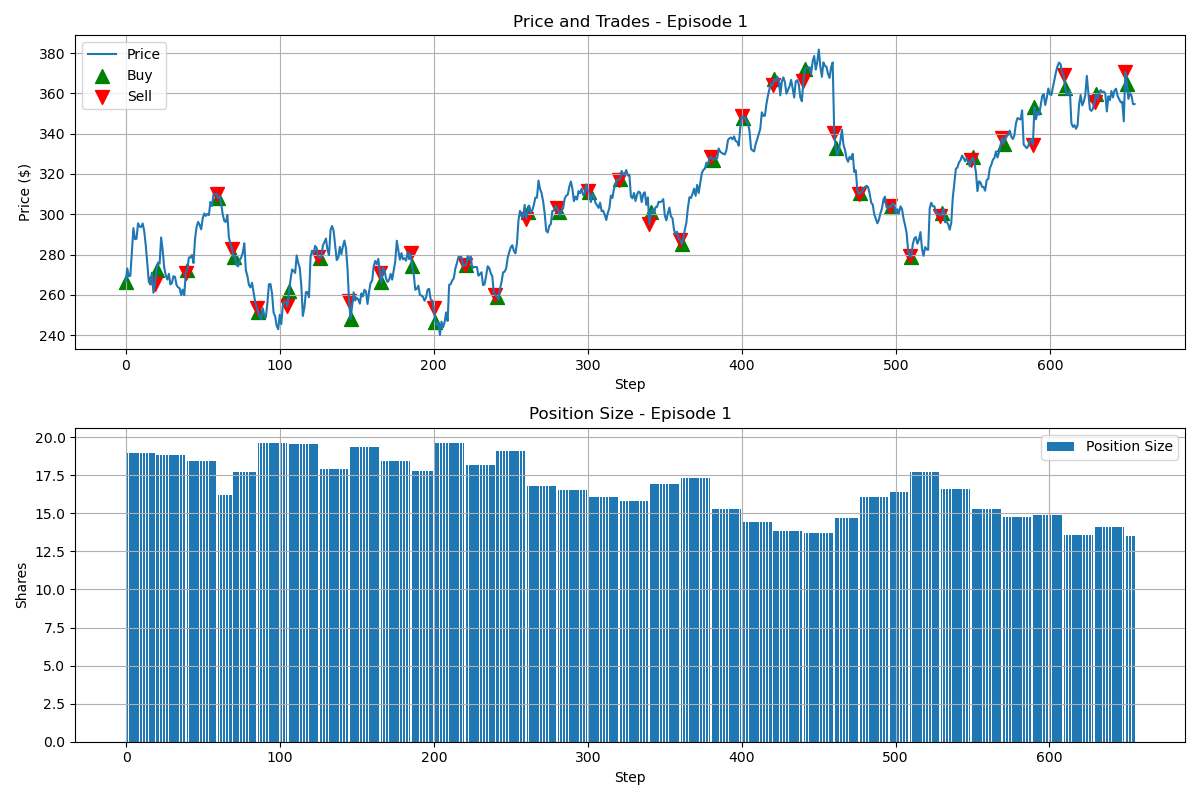 Price and Trades - Episode 1
Price ($)
380
360
340
320
300
280
260
240
Price
Buy
Sell
0 100 200 300 400 500 600
Step
Position Size - Episode 1
Shares
20.0
17.5
15.0
12.5
10.0
7.5
5.0
2.5
0.0
Position Size
0 100 200 300 400 500 600
Step